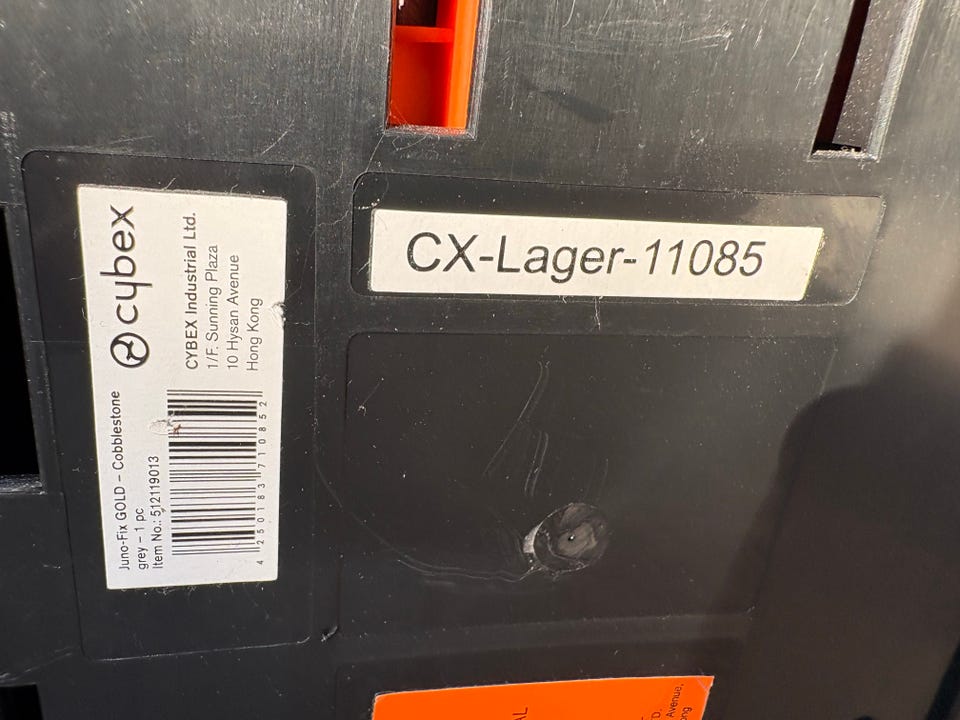 cybex
CYBEX Industrial Ltd.
1/F. Sunning Plaza
10 Hysan Avenue
Hong Kong
Juno-Fix GOLD – Cobblestone
grey – 1 pc
Item No.: 512119013
4 250183 710852
CX-Lager-11085
Avenue,